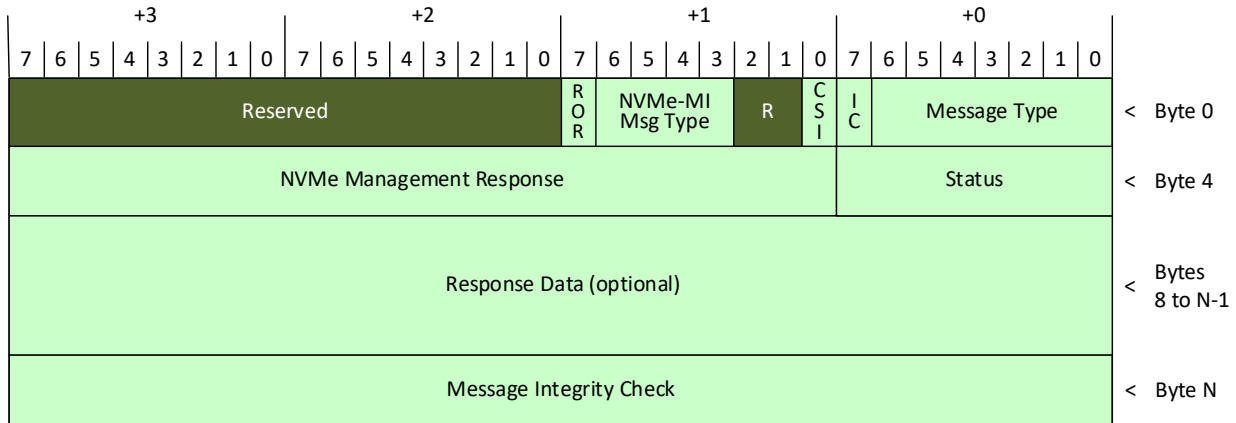 +3 +2 +1 +0
7 6 5 4 3 2 1 0 7 6 5 4 3 2 1 0 7 6 5 4 3 2 1 0 7 6 5 4 3 2 1 0
Reserved
ROR
NVMe-MI
Msg Type
R
CSI
IC
Message Type
< Byte 0
NVMe Management Response
Status
< Byte 4
Response Data (optional)
< Bytes
8 to N-1
Message Integrity Check
< Byte N